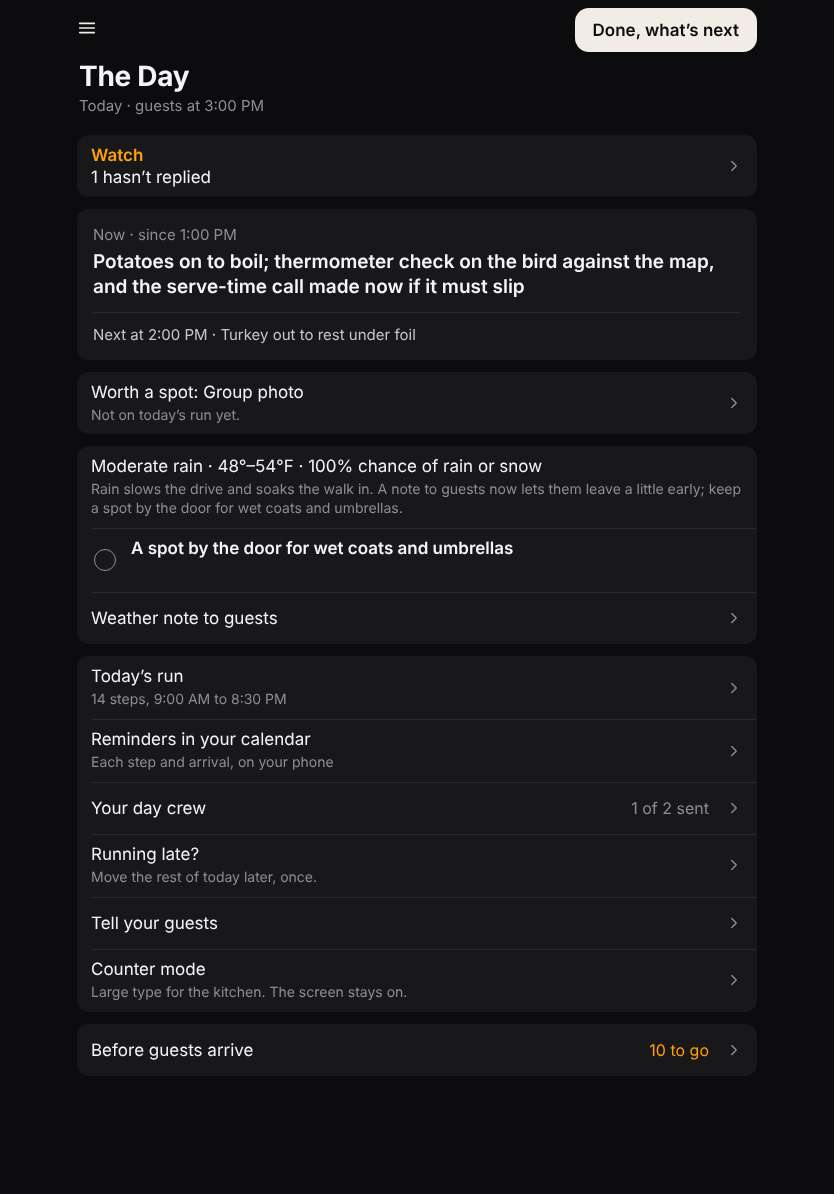 Done, what’s next
The Day
Today · guests at 3:00 PM
Watch
1 hasn’t replied
Now · since 1:00 PM
Potatoes on to boil; thermometer check on the bird against the map,
and the serve-time call made now if it must slip
Next at 2:00 PM · Turkey out to rest under foil
Worth a spot: Group photo
Not on today’s run yet.
Moderate rain · 48°–54°F · 100% chance of rain or snow
Rain slows the drive and soaks the walk in. A note to guests now lets them leave a little early; keep
a spot by the door for wet coats and umbrellas.
A spot by the door for wet coats and umbrellas
Weather note to guests
Today’s run
14 steps, 9:00 AM to 8:30 PM
Reminders in your calendar
Each step and arrival, on your phone
Your day crew 1 of 2 sent
Running late?
Move the rest of today later, once.
Tell your guests
Counter mode
Large type for the kitchen. The screen stays on.
Before guests arrive 10 to go